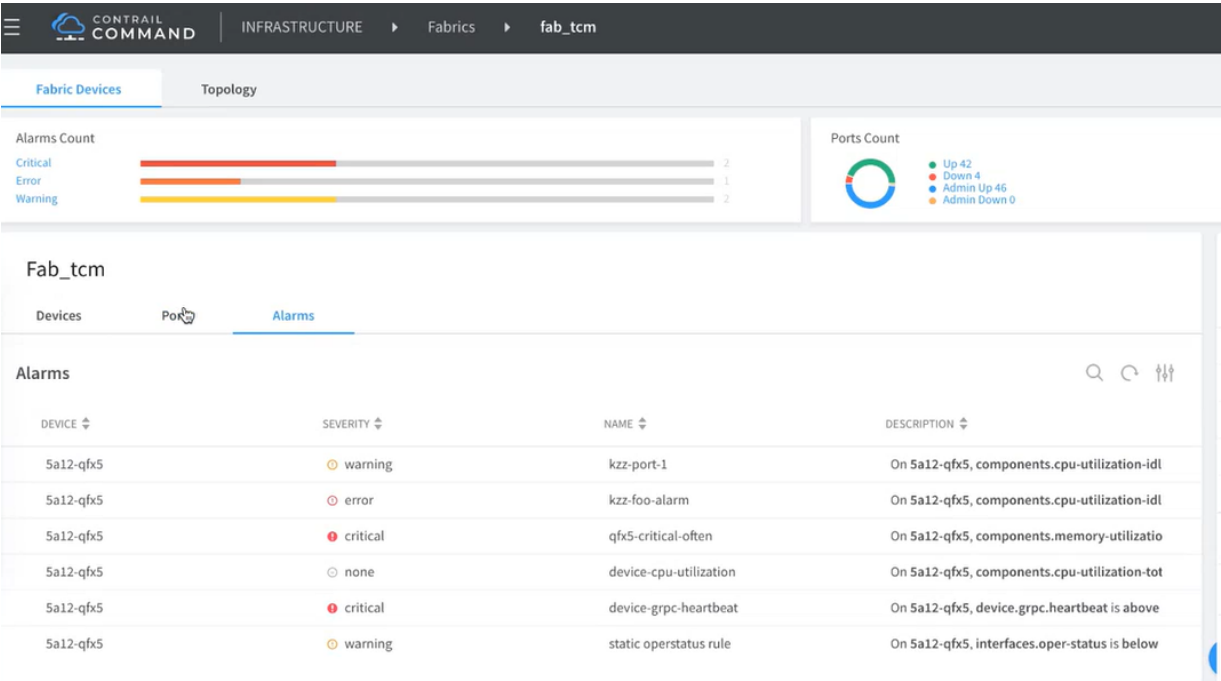 CONTRAIL
COMMAND
INFRASTRUCTURE Fabrics fab_tcm
Fabric Devices Topology
Alarms Count
Critical 2
Error 1
Warning 2
Ports Count
Up 42
Down 4
Admin Up 46
Admin Down 0
Fab_tcm
Devices Alarms
Alarms
DEVICE SEVERITY NAME DESCRIPTION
5a12-qfx5 warning kzz-port-1 On 5a12-qfx5, components.cpu-utilization-idl
5a12-qfx5 error kzz-foo-alarm On 5a12-qfx5, components.cpu-utilization-idl
5a12-qfx5 critical qfx5-critical-often On 5a12-qfx5, components.memory-utilizatio
5a12-qfx5 none device-cpu-utilization On 5a12-qfx5, components.cpu-utilization-tot
5a12-qfx5 critical device-grpc-heartbeat On 5a12-qfx5, device.grpc.heartbeat is above
5a12-qfx5 warning static operstatus rule On 5a12-qfx5, interfaces.oper-status is below